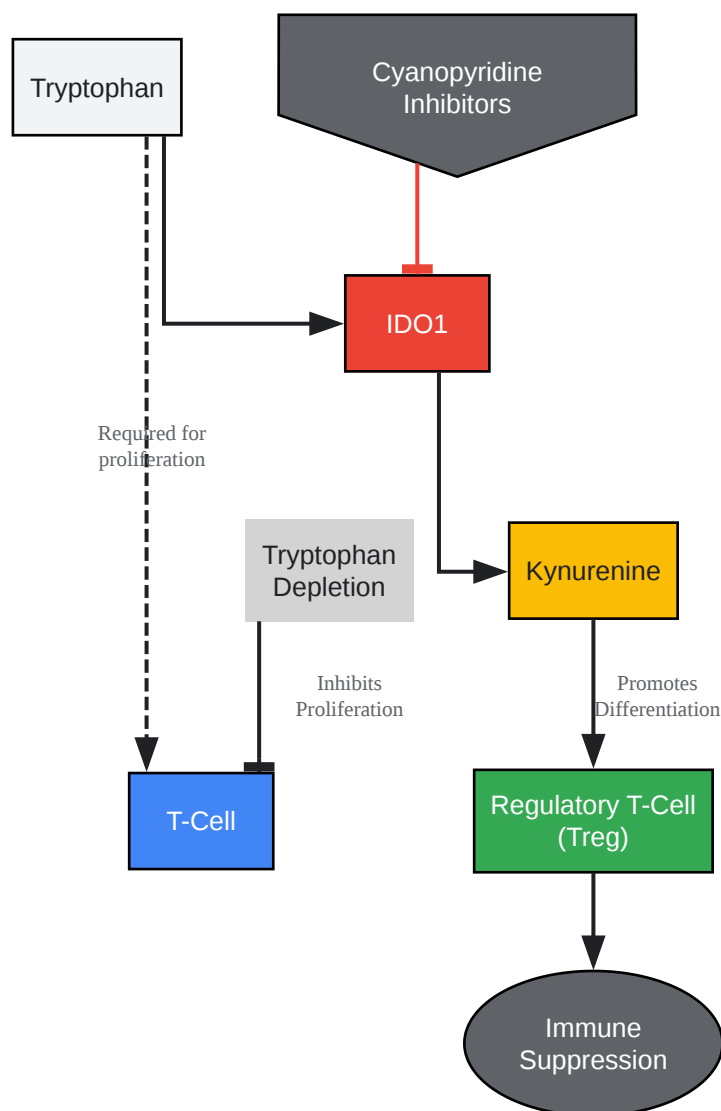 Tryptophan
Cyanopyridine
Inhibitors
IDO1
Required for
proliferation
Tryptophan
Depletion
Kynurenine
Inhibits
Proliferation
Promotes
Differentiation
T-Cell
Regulatory T-Cell
(Treg)
Immune
Suppression